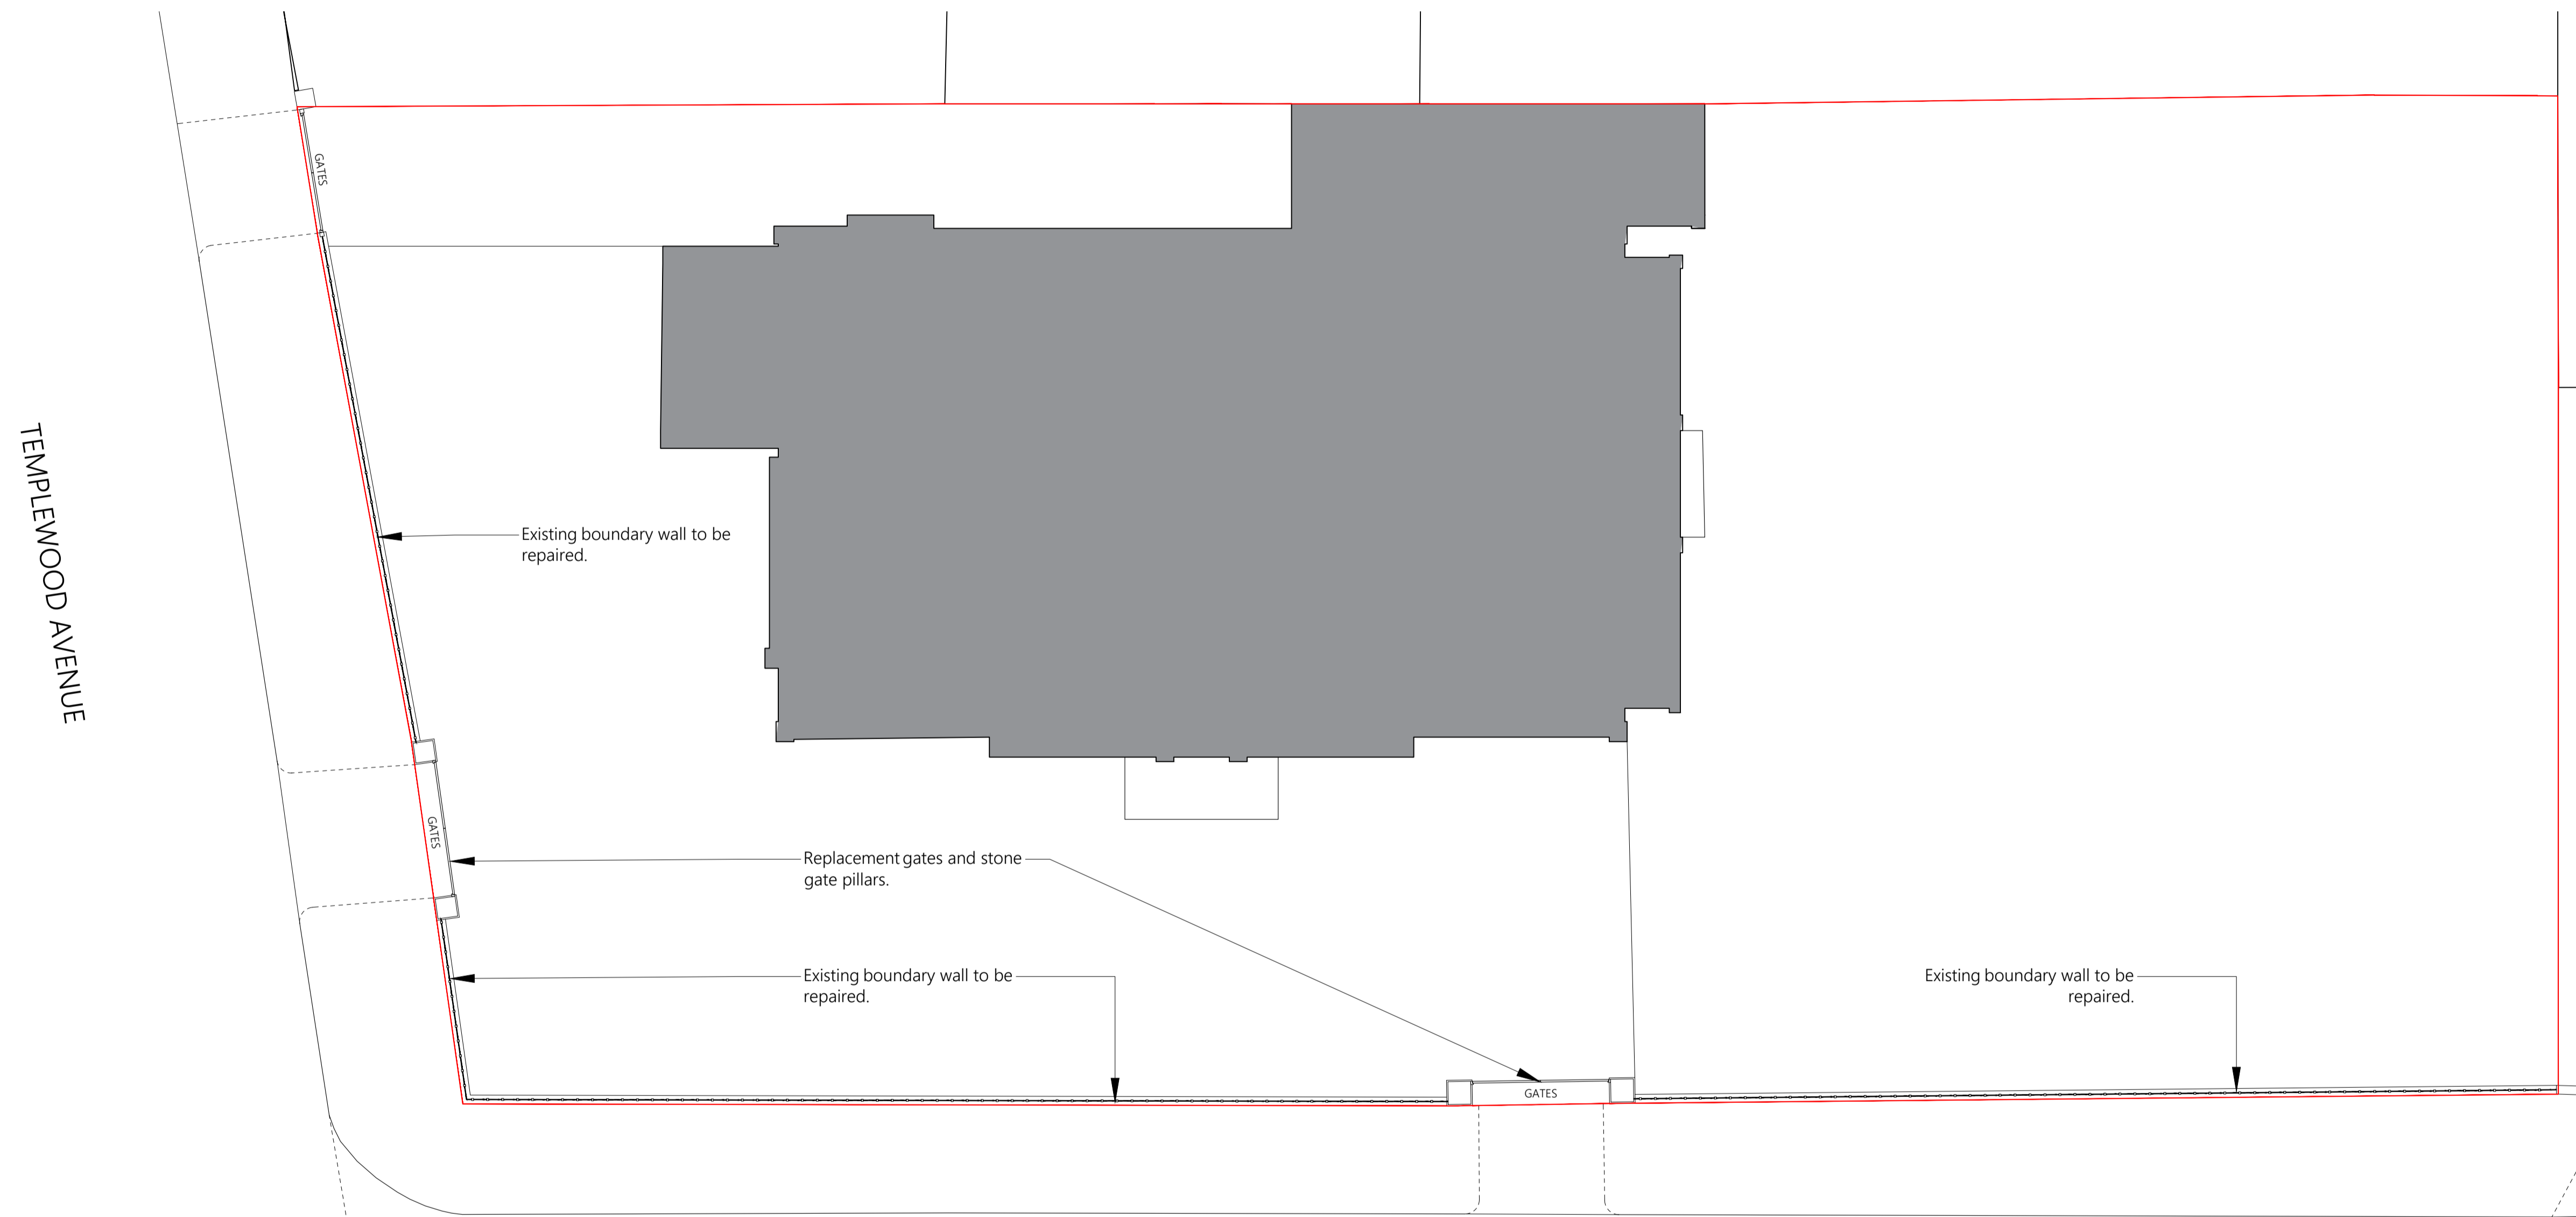 GATES
TEMPLEWOOD AVENUE
Existing boundary wall to be
repaired.
GATES
Replacement gates and stone
gate pillars.
Existing boundary wall to be
repaired.
Existing boundary wall to be
repaired.
GATES